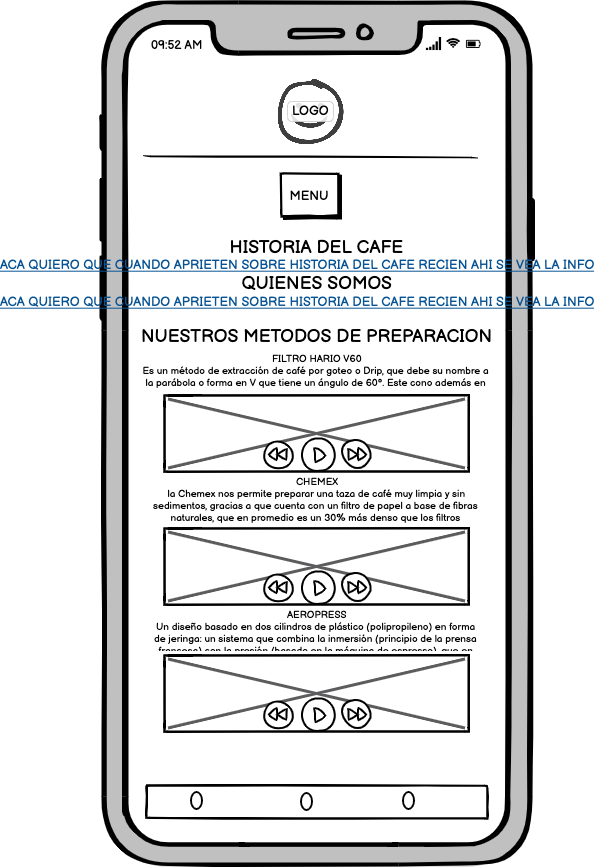 09:52 AM
LOGO
MENU
HISTORIA DEL CAFE
ACA QUIERO QUE CUANDO APRIETEN SOBRE HISTORIA DEL CAFE RECIEN AHI SE VEA LA INFO
QUIENES SOMOS
ACA QUIERO QUE CUANDO APRIETEN SOBRE HISTORIA DEL CAFE RECIEN AHI SE VEA LA INFO
NUESTROS METODOS DE PREPARACION
FILTRO HARIO V60
Es un método de extracción de café por goteo o Drip, que debe su nombre a
la parábola o forma en V que tiene un ángulo de 60°. Este cono además en
CHEMEX
la Chemex nos permite preparar una taza de café muy limpia y sin
sedimentos, gracias a que cuenta con un filtro de papel a base de fibras
naturales, que en promedio es un 30% más denso que los filtros
AEROPRESS
Un diseño basado en dos cilindros de plástico (polipropileno) en forma
de jeringa: un sistema que combina la inmersión (principio de la prensa
francesa) con la presión (basada en la máquina de espresso), que en